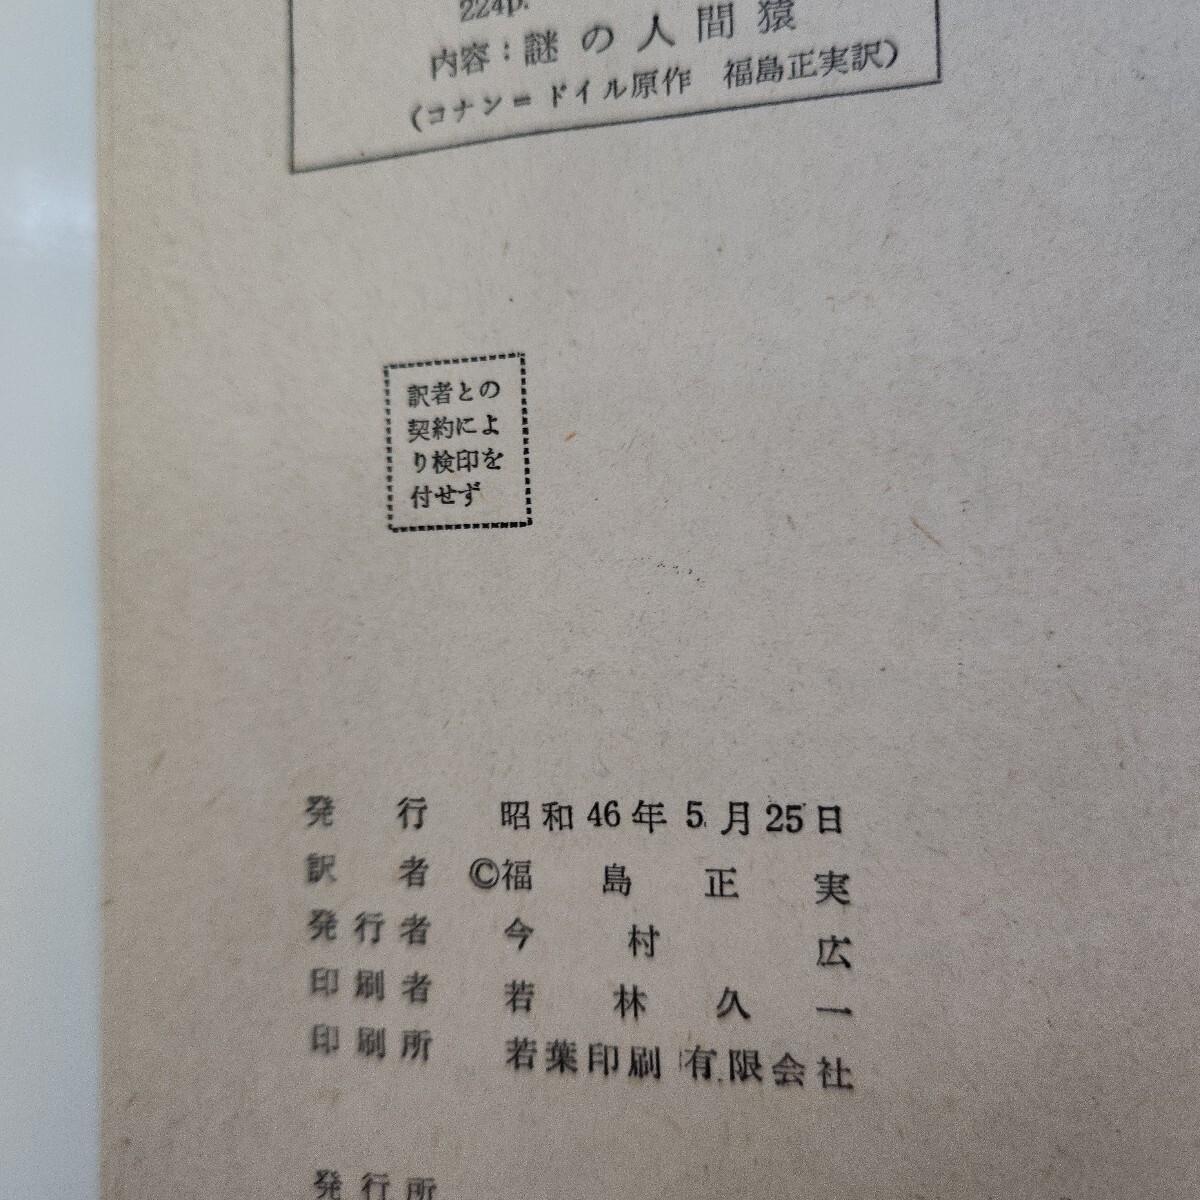 224p.
内容：謎の人間猿
（コナン＝ドイル原作　福島正実訳）
訳者との
契約によ
り検印を
付せず
発行　昭和46年5月25日
訳者　©福島正実
発行者　今村広
印刷者　若林久一
印刷所　若葉印刷有限会社
発行所